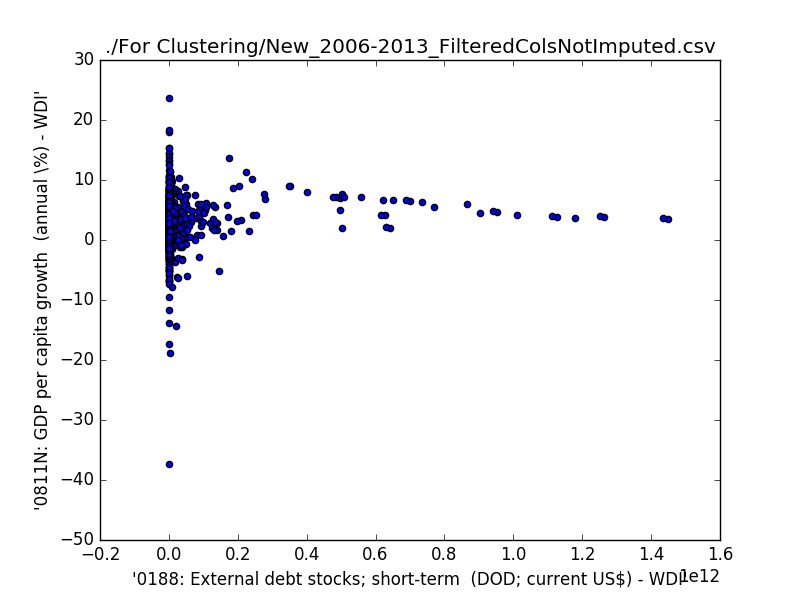 ./For Clustering/New_2006-2013_FilteredColsNotImputed.csv
30
20
10
0
−10
−20
−30
−40
−50
'0811N: GDP per capita growth  (annual \%) - WDI'
−0.2 0.0 0.2 0.4 0.6 0.8 1.0 1.2 1.4 1.6
1e12
'0188: External debt stocks; short-term  (DOD; current US$) - WDI'